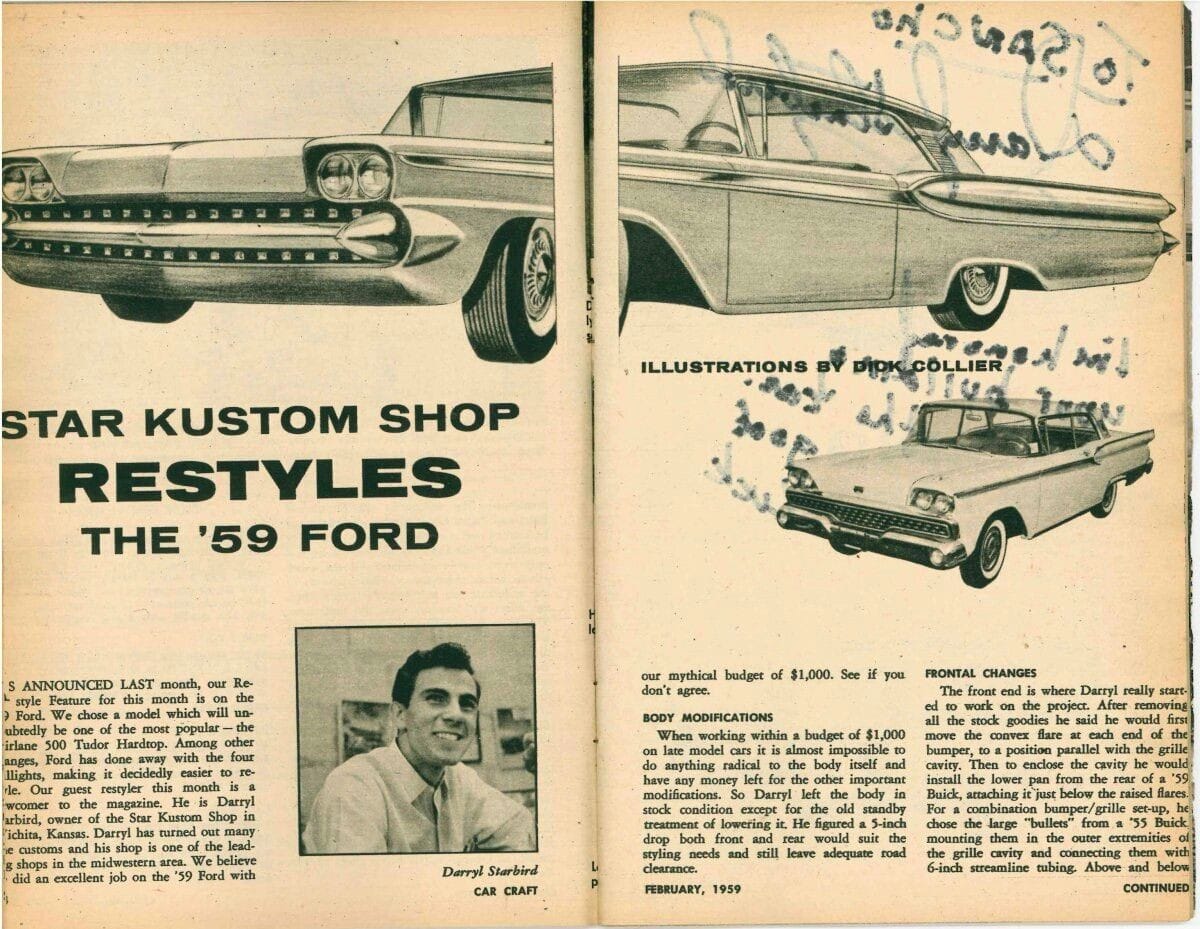 To Sancho
ILLUSTRATIONS BY DICK COLLIER
STAR KUSTOM SHOP
RESTYLES
THE '59 FORD
S ANNOUNCED LAST month, our Re-
style Feature for this month is on the
Ford. We chose a model which will un-
ubtedly be one of the most popular — the
irlane 500 Tudor Hardtop. Among other
anges, Ford has done away with the four
llights, making it decidedly easier to re-
le. Our guest restyler this month is a
wcomer to the magazine. He is Darryl
arbird, owner of the Star Kustom Shop in
ichita, Kansas. Darryl has turned out many
e customs and his shop is one of the lead-
g shops in the midwestern area. We believe
did an excellent job on the '59 Ford with
Darryl Starbird
CAR CRAFT
our mythical budget of $1,000. See if you
don't agree.
BODY MODIFICATIONS
When working within a budget of $1,000
on late model cars it is almost impossible to
do anything radical to the body itself and
have any money left for the other important
modifications. So Darryl left the body in
stock condition except for the old standby
treatment of lowering it. He figured a 5-inch
drop both front and rear would suit the
styling needs and still leave adequate road
clearance.
FEBRUARY, 1959
FRONTAL CHANGES
The front end is where Darryl really start-
ed to work on the project. After removing
all the stock goodies he said he would first
move the convex flare at each end of the
bumper, to a position parallel with the grille
cavity. Then to enclose the cavity he would
install the lower pan from the rear of a '59
Buick, attaching it just below the raised flares.
For a combination bumper/grille set-up, he
chose the large "bullets" from a '55 Buick
mounting them in the outer extremities of
the grille cavity and connecting them with
6-inch streamline tubing. Above and below
CONTINUED